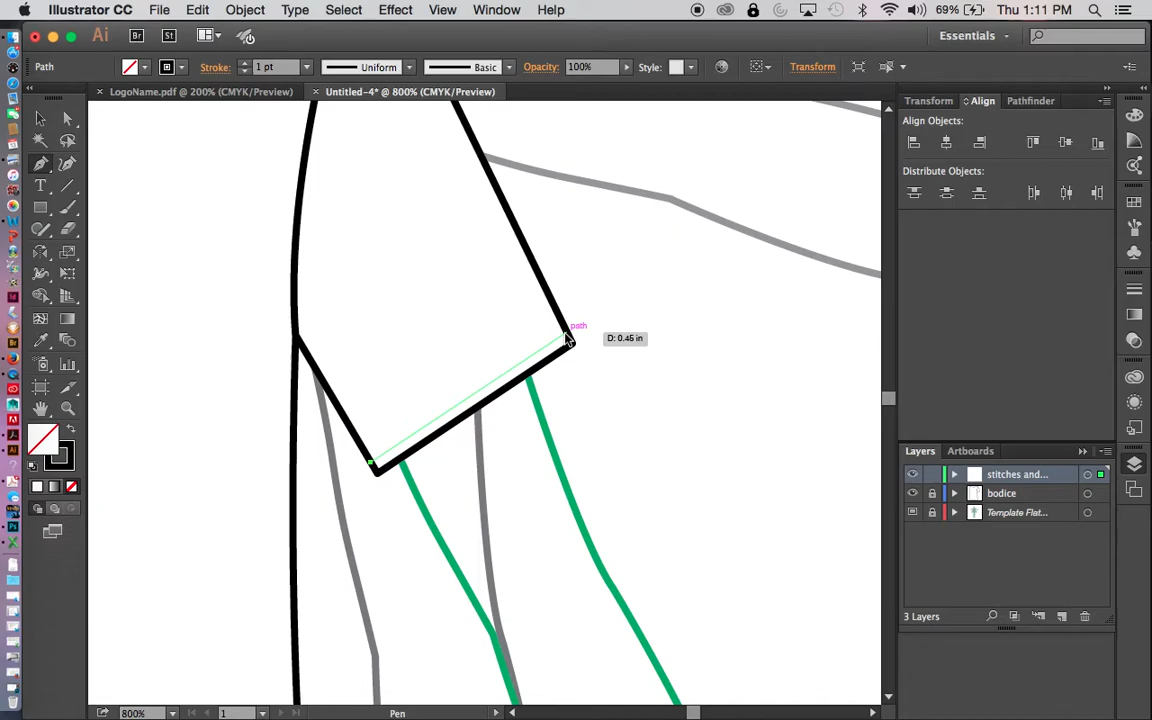 Illustrator CC File Edit Object Type Select Effect View Window Help 69% Thu 1:11 PM
Ai Br St Essentials
Path Stroke: 1 pt Uniform Basic Opacity: 100% Style: Transform
LogoName.pdf @ 200% (CMYK/Preview) Untitled-4* @ 800% (CMYK/Preview)
Transform Align Pathfinder
Align Objects:
Distribute Objects:
path
D: 0.45 in
Layers Artboards
stitches and...
bodice
Template Flat...
3 Layers
800% 1 Pen